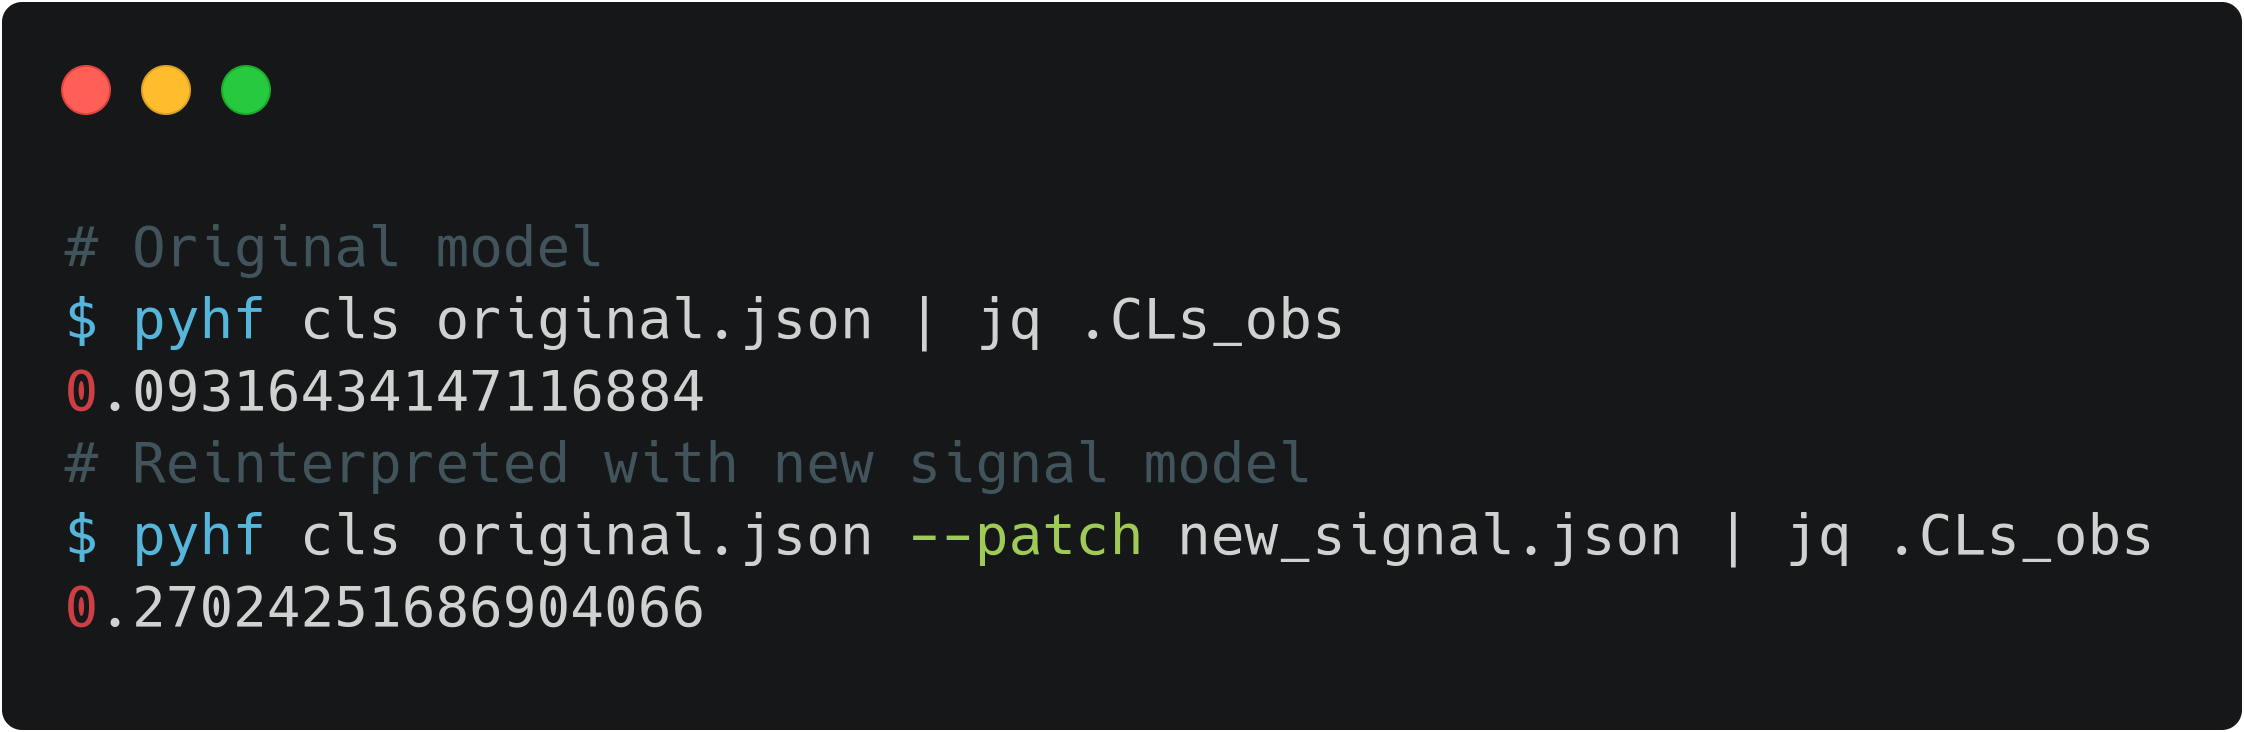 # Original model
$ pyhf cls original.json | jq .CLs_obs
0.09316434147116884
# Reinterpreted with new signal model
$ pyhf cls original.json --patch new_signal.json | jq .CLs_obs
0.27024251686904066